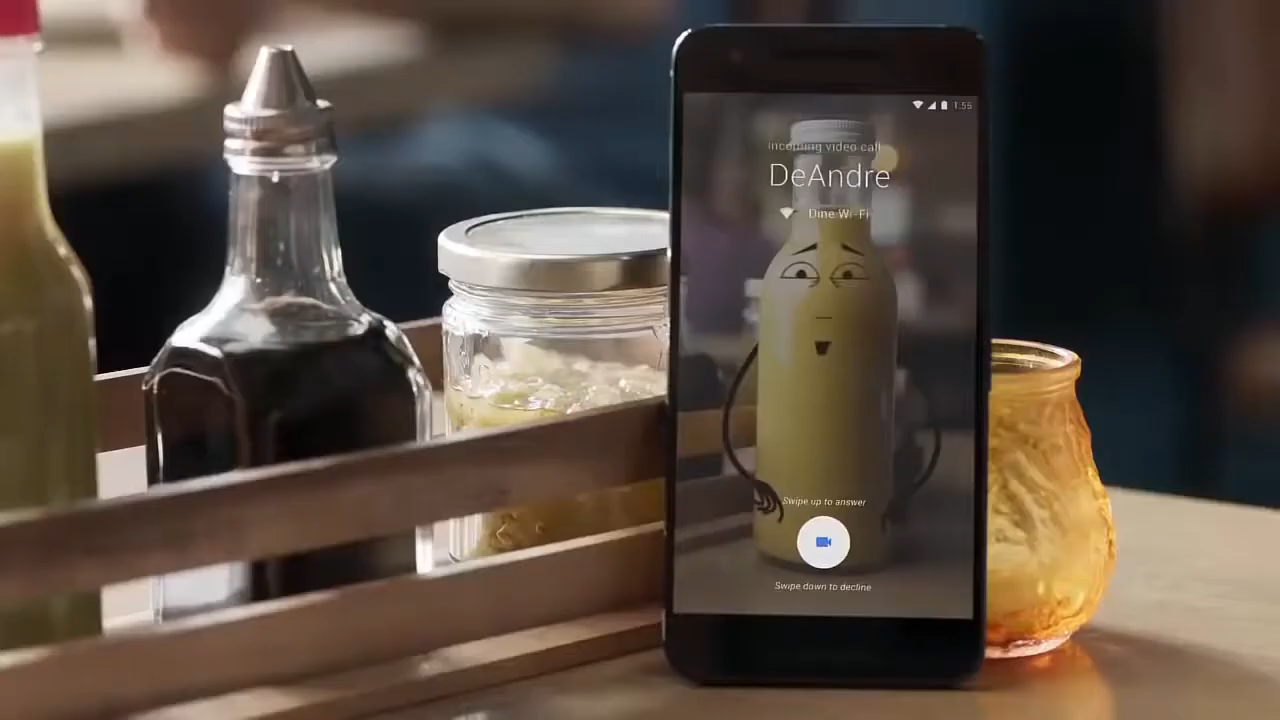 1:55
Incoming video call
DeAndre
Dine Wi-Fi
Swipe up to answer
Swipe down to decline